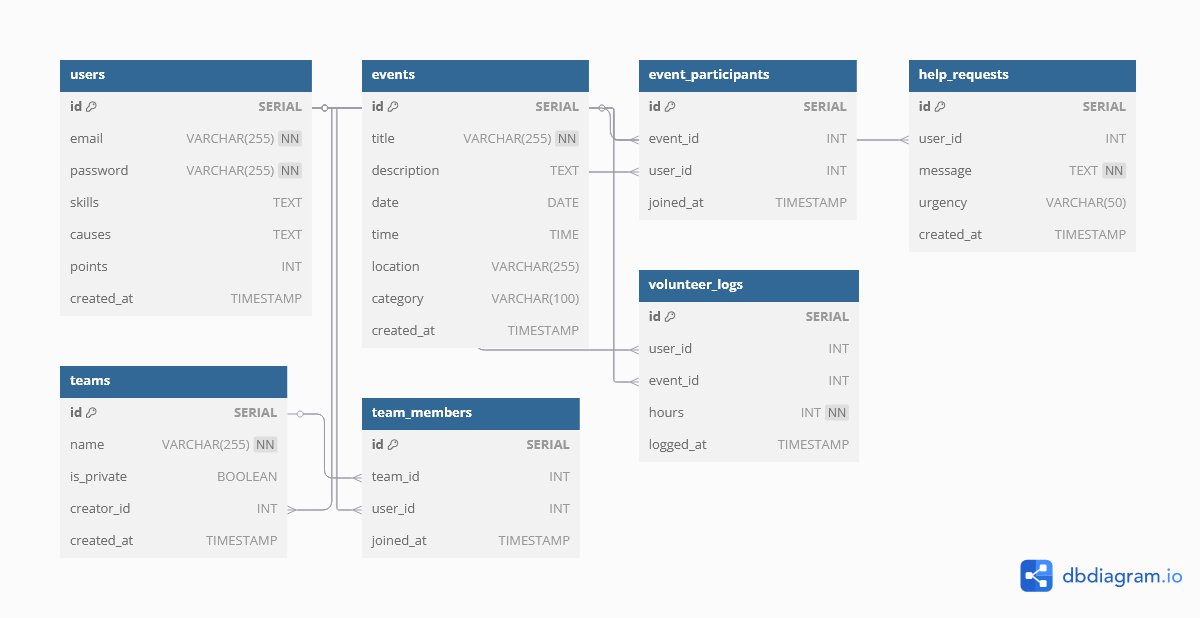 users
id SERIAL
email VARCHAR(255) NN
password VARCHAR(255) NN
skills TEXT
causes TEXT
points INT
created_at TIMESTAMP
events
id SERIAL
title VARCHAR(255) NN
description TEXT
date DATE
time TIME
location VARCHAR(255)
category VARCHAR(100)
created_at TIMESTAMP
event_participants
id SERIAL
event_id INT
user_id INT
joined_at TIMESTAMP
help_requests
id SERIAL
user_id INT
message TEXT NN
urgency VARCHAR(50)
created_at TIMESTAMP
volunteer_logs
id SERIAL
user_id INT
event_id INT
hours INT NN
logged_at TIMESTAMP
teams
id SERIAL
name VARCHAR(255) NN
is_private BOOLEAN
creator_id INT
created_at TIMESTAMP
team_members
id SERIAL
team_id INT
user_id INT
joined_at TIMESTAMP
dbdiagram.io